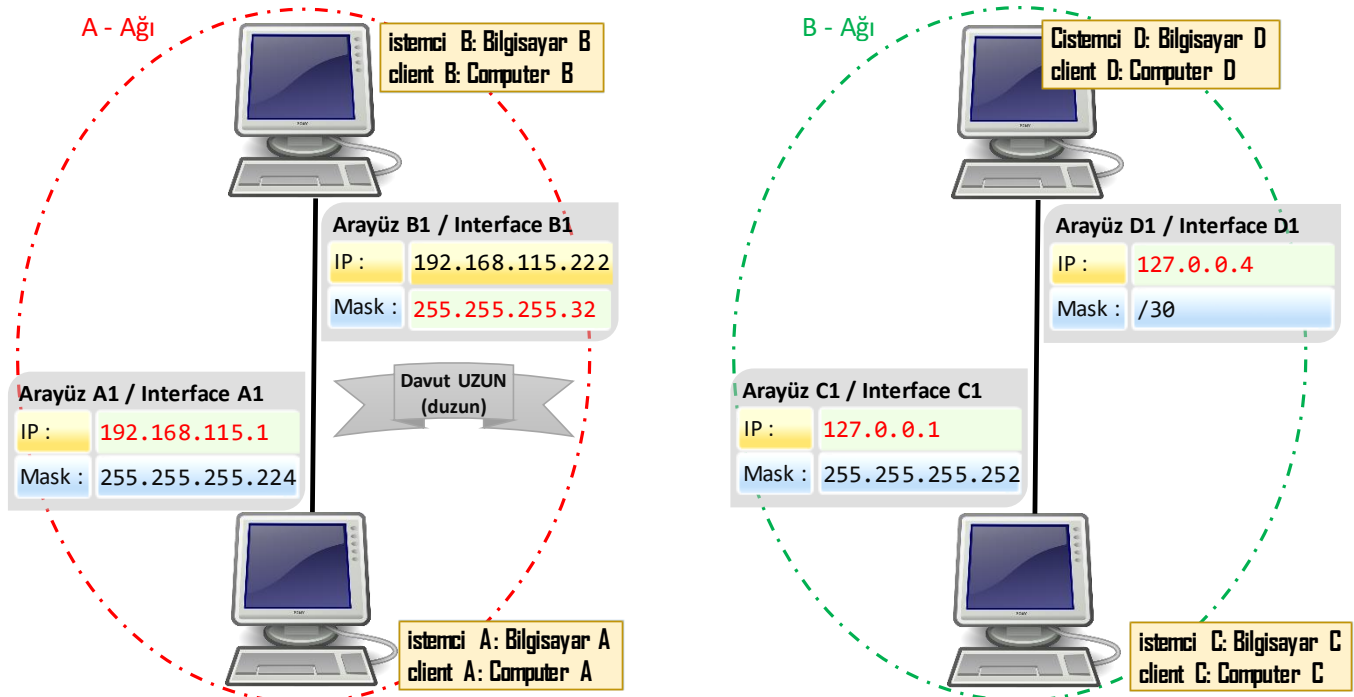 A - Ağı
istemci B: Bilgisayar B
client B: Computer B
Arayüz B1 / Interface B1
IP : 192.168.115.222
Mask : 255.255.255.32
Davut UZUN
(duzun)
Arayüz A1 / Interface A1
IP : 192.168.115.1
Mask : 255.255.255.224
istemci A: Bilgisayar A
client A: Computer A
B - Ağı
Cistemci D: Bilgisayar D
client D: Computer D
Arayüz D1 / Interface D1
IP : 127.0.0.4
Mask : /30
Arayüz C1 / Interface C1
IP : 127.0.0.1
Mask : 255.255.255.252
istemci C: Bilgisayar C
client C: Computer C